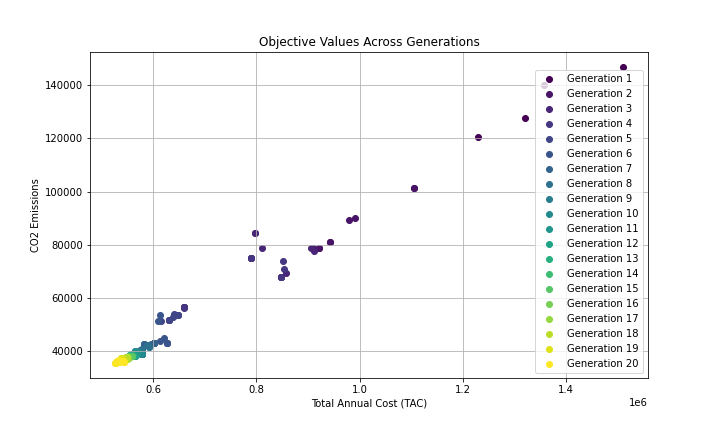 Objective Values Across Generations
CO2 Emissions
140000
120000
100000
80000
60000
40000
0.6
0.8
1.0
1.2
1.4
1e6
Total Annual Cost (TAC)
Generation 1
Generation 2
Generation 3
Generation 4
Generation 5
Generation 6
Generation 7
Generation 8
Generation 9
Generation 10
Generation 11
Generation 12
Generation 13
Generation 14
Generation 15
Generation 16
Generation 17
Generation 18
Generation 19
Generation 20